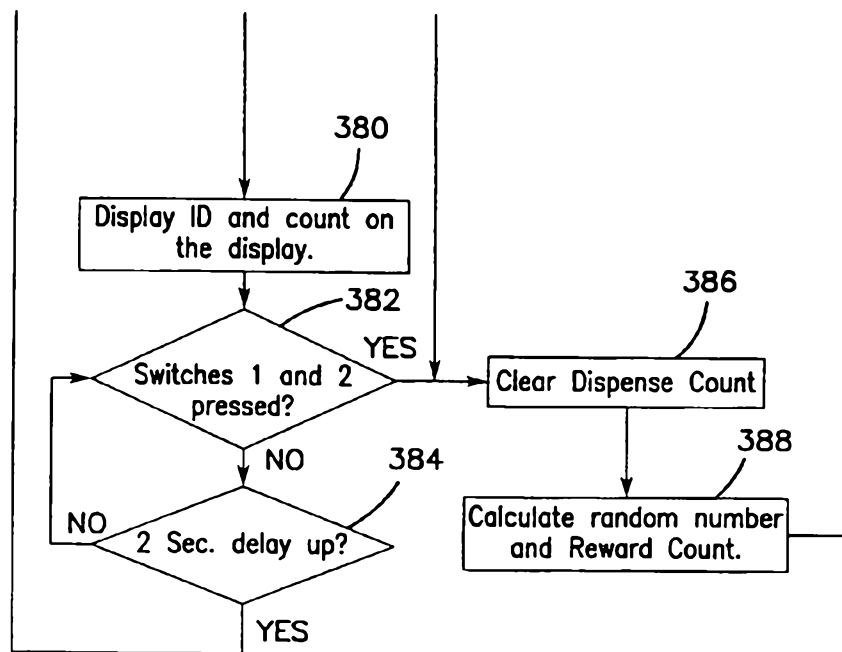 380
Display ID and count on
the display.
382
YES
386
Switches 1 and 2
pressed?
Clear Dispense Count
NO
384
388
NO
2 Sec. delay up?
Calculate random number
and Reward Count.
YES